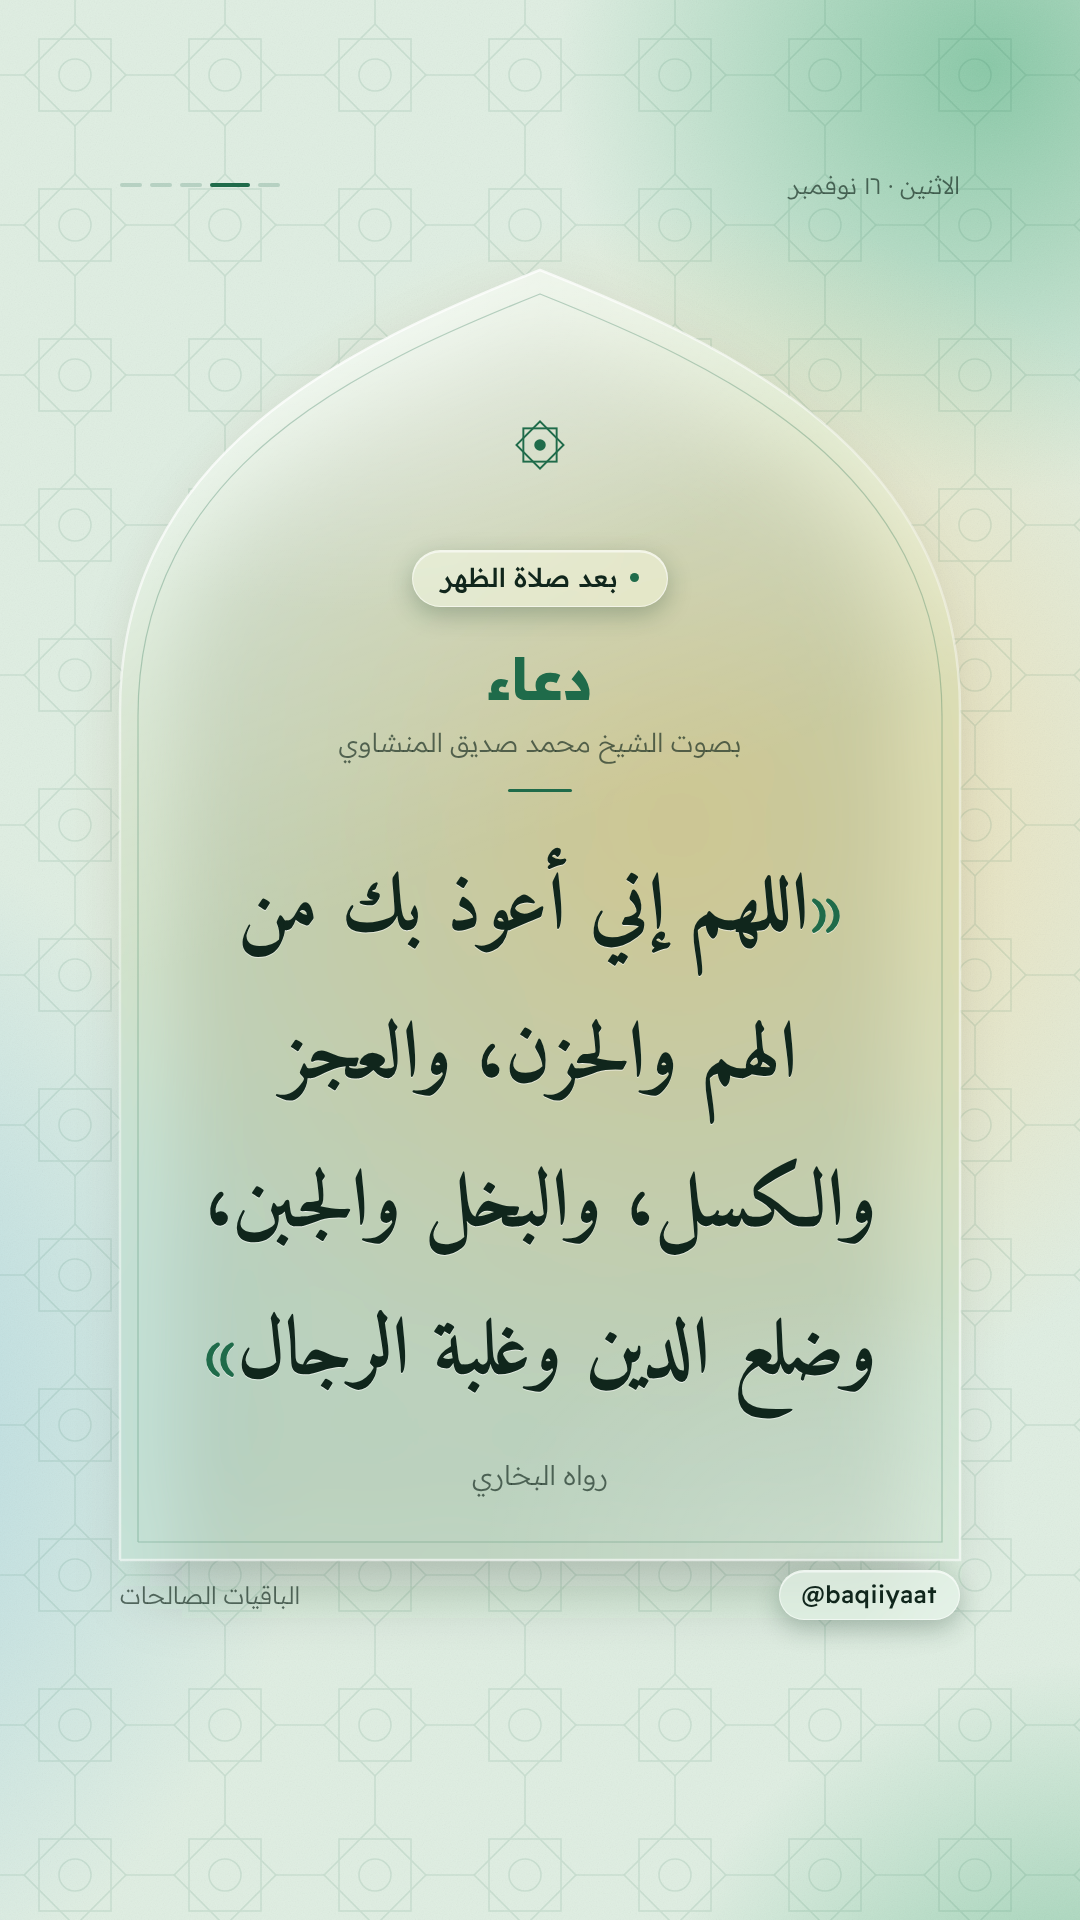 الاثنين · ١٦ نوفمبر
بعد صلاة الظهر
دعاء
بصوت الشيخ محمد صديق المنشاوي
«اللهم إني أعوذ بك من
الهم والحزن، والعجز
والكسل، والبخل والجبن،
وضلع الدين وغلبة الرجال»
رواه البخاري
@baqiiyaat
الباقيات الصالحات